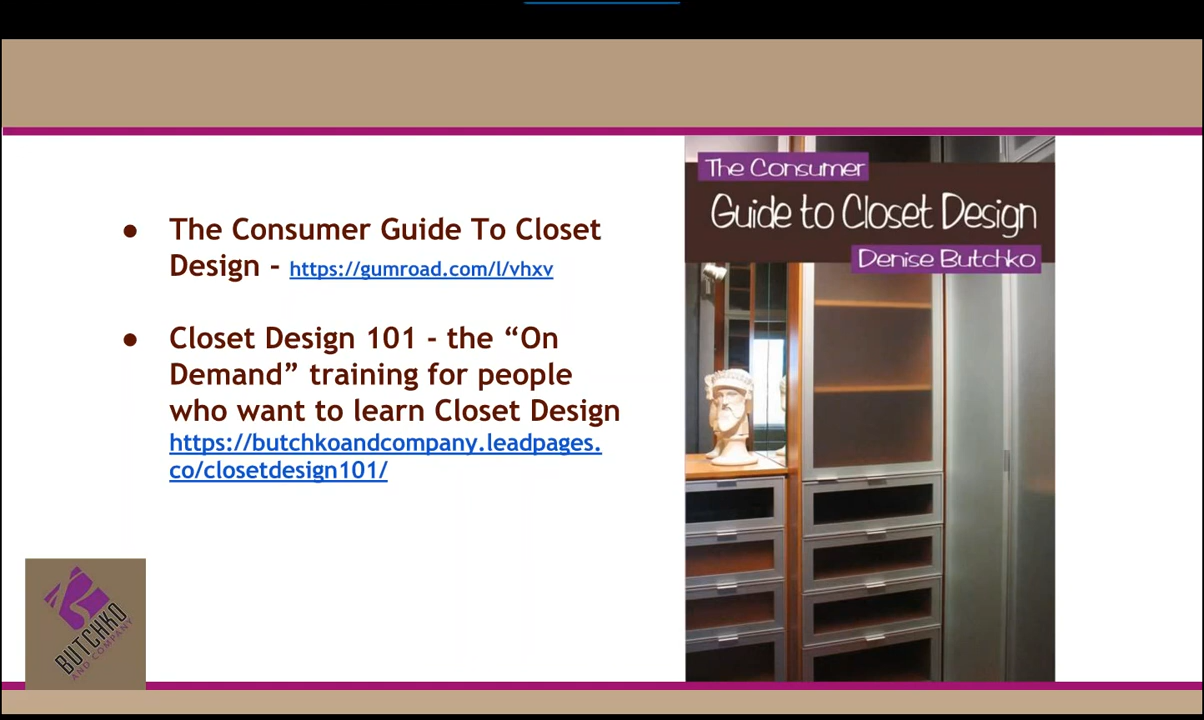 ● The Consumer Guide To Closet
Design - https://gumroad.com/l/vhxv
● Closet Design 101 - the “On
Demand” training for people
who want to learn Closet Design
https://butchkoandcompany.leadpages.
co/closetdesign101/
The Consumer
Guide to Closet Design
Denise Butchko
BUTCHKO
AND COMPANY